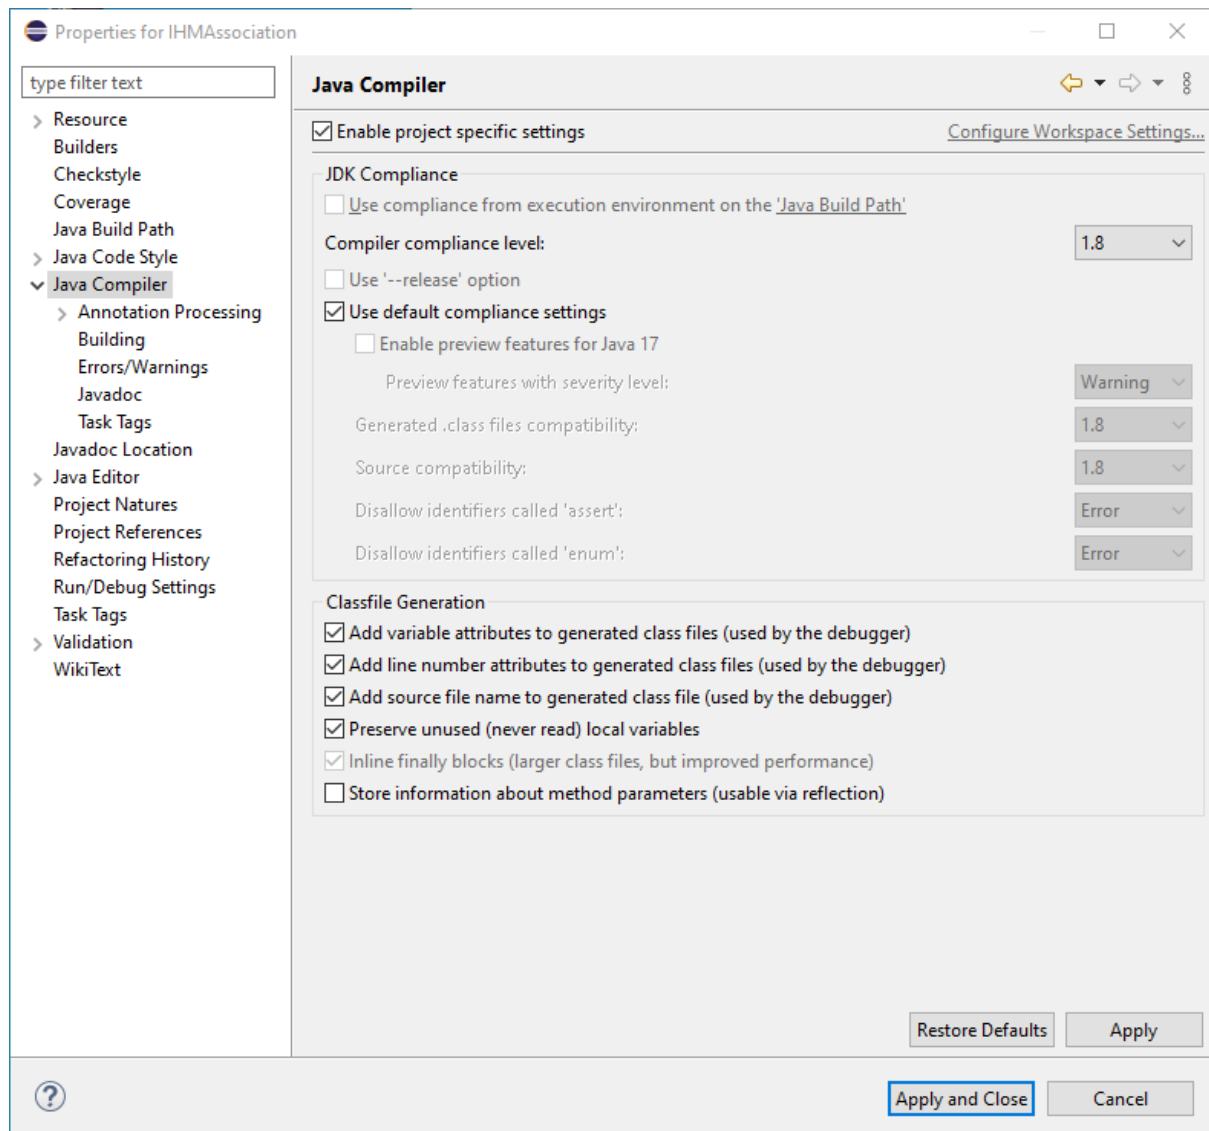 Properties for IHMAssociation
type filter text
Resource
Builders
Checkstyle
Coverage
Java Build Path
Java Code Style
Java Compiler
Annotation Processing
Building
Errors/Warnings
Javadoc
Task Tags
Javadoc Location
Java Editor
Project Natures
Project References
Refactoring History
Run/Debug Settings
Task Tags
Validation
WikiText
Java Compiler
Enable project specific settings
Configure Workspace Settings...
JDK Compliance
Use compliance from execution environment on the 'Java Build Path'
Compiler compliance level: 1.8
Use '--release' option
Use default compliance settings
Enable preview features for Java 17
Preview features with severity level: Warning
Generated .class files compatibility: 1.8
Source compatibility: 1.8
Disallow identifiers called 'assert': Error
Disallow identifiers called 'enum': Error
Classfile Generation
Add variable attributes to generated class files (used by the debugger)
Add line number attributes to generated class files (used by the debugger)
Add source file name to generated class file (used by the debugger)
Preserve unused (never read) local variables
Inline finally blocks (larger class files, but improved performance)
Store information about method parameters (usable via reflection)
Restore Defaults Apply
? Apply and Close Cancel